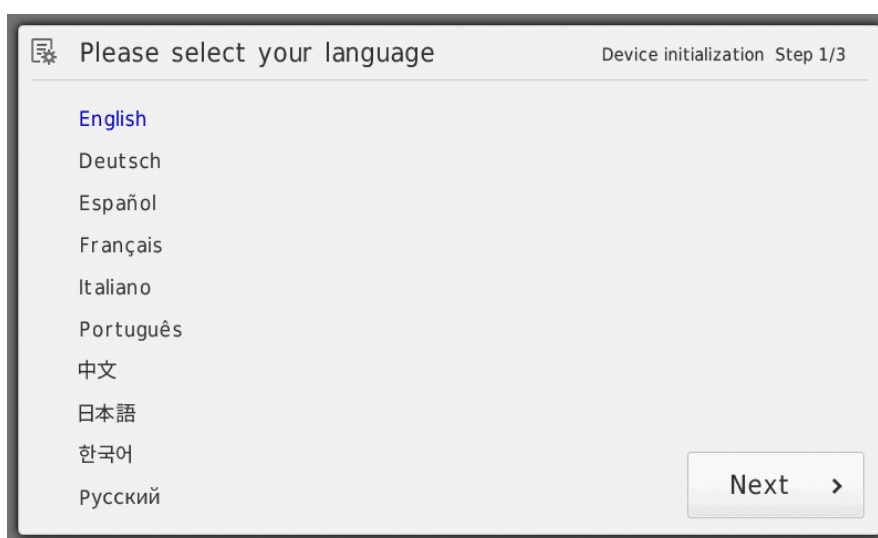 Please select your language
Device initialization Step 1/3
English
Deutsch
Español
Français
Italiano
Português
中文
日本語
한국어
Русский
Next